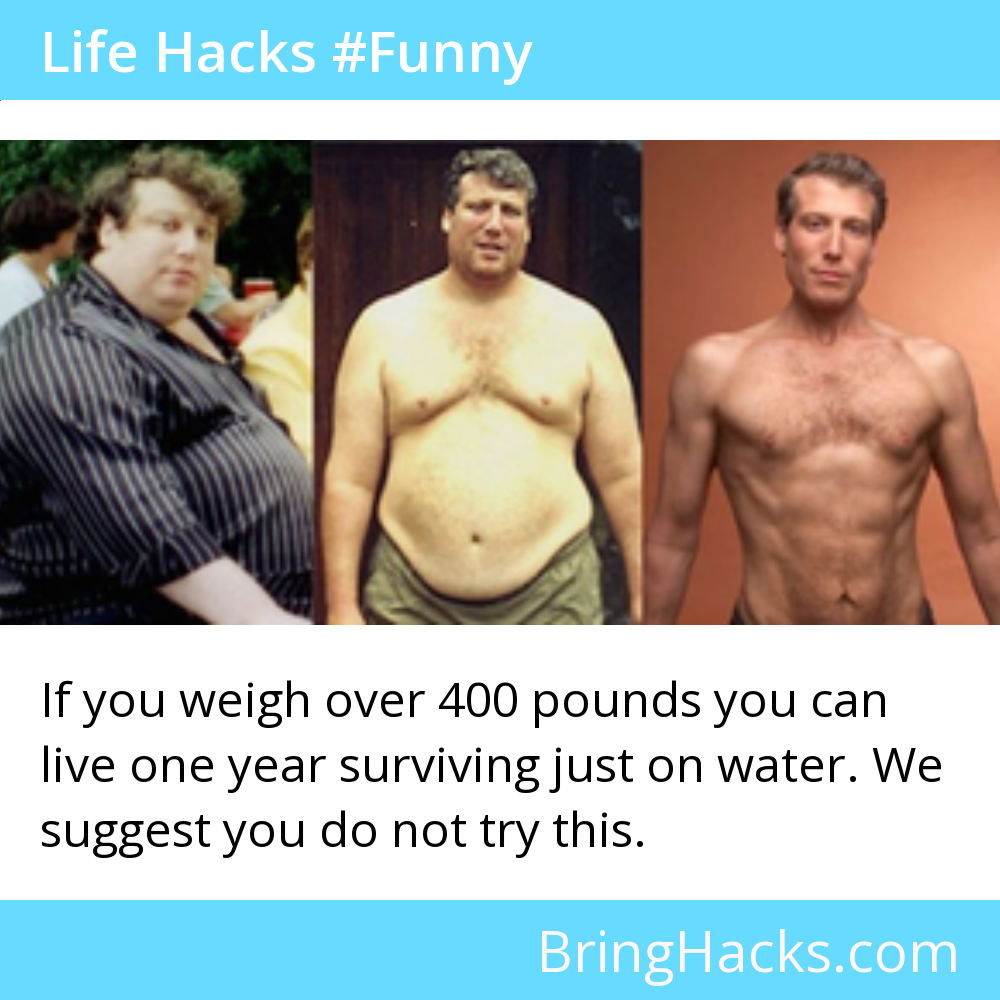 Life Hacks #Funny
If you weigh over 400 pounds you can
live one year surviving just on water. We
suggest you do not try this.
BringHacks.com